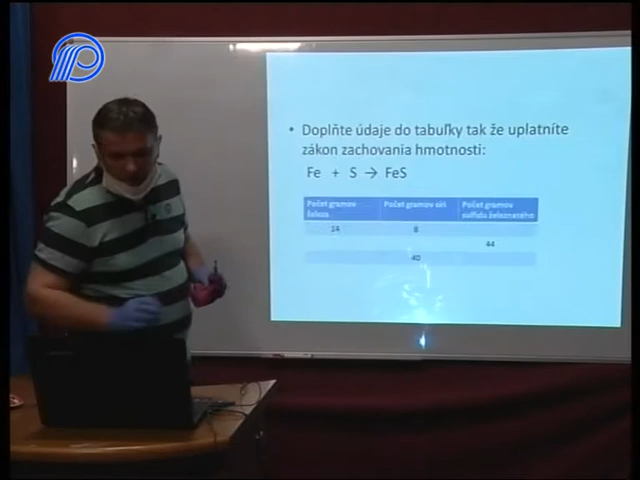 • Doplňte údaje do tabuľky tak že uplatníte
zákon zachovania hmotnosti:
Fe + S → FeS
Počet gramov železa Počet gramov síri Počet gramov sulfidu železnatého
14 8
44
40